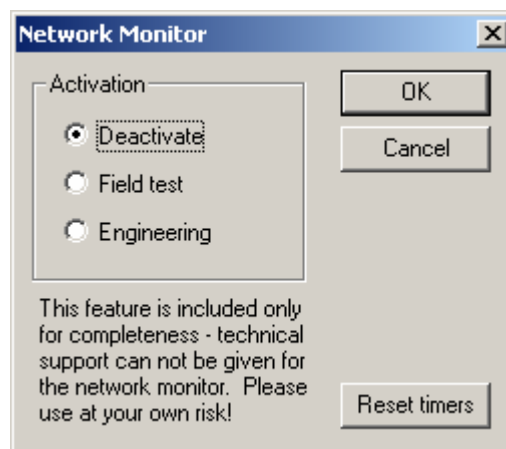 Network Monitor
Activation
Deactivate
Field test
Engineering
OK
Cancel
This feature is included only
for completeness - technical
support can not be given for
the network monitor.  Please
use at your own risk!
Reset timers